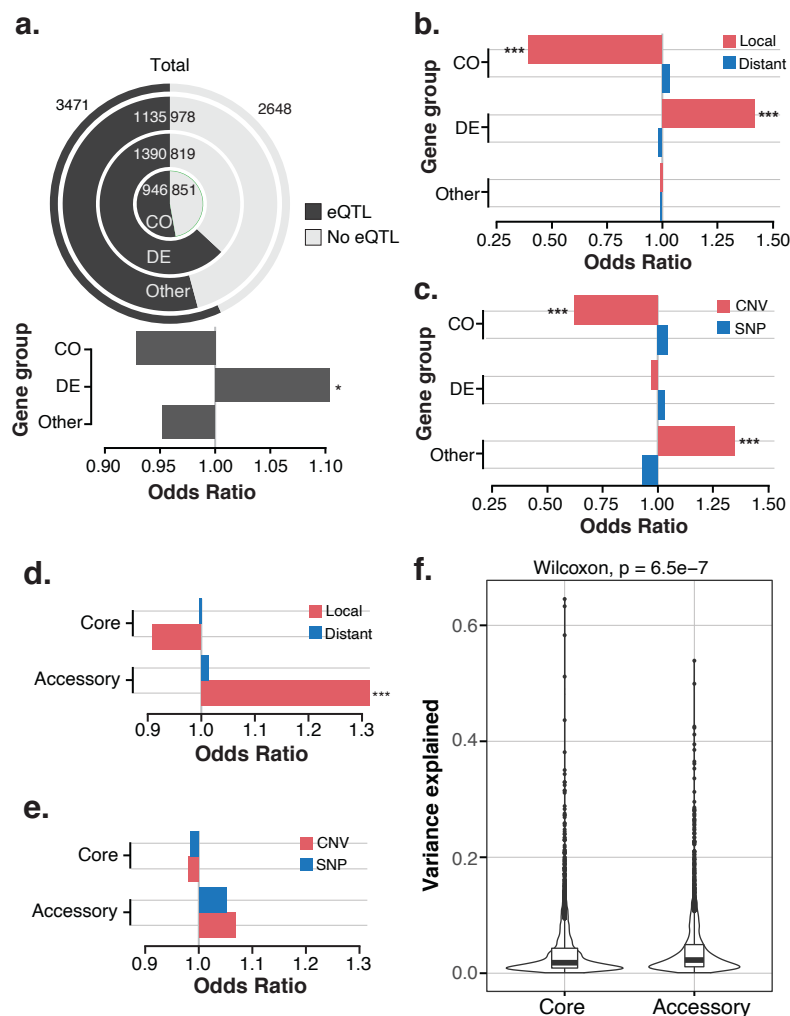 a.
Total
3471
2648
1135 978
1390 819
946 851
CO
DE
Other
eQTL
No eQTL
Gene group
CO
DE
*
Other
0.90 0.95 1.00 1.05 1.10
Odds Ratio
b.
Local
Distant
Gene group
CO
***
DE
***
Other
0.25 0.50 0.75 1.00 1.25 1.50
Odds Ratio
c.
CNV
SNP
Gene group
CO
***
DE
Other
***
0.25 0.50 0.75 1.00 1.25 1.50
Odds Ratio
d.
Local
Distant
Core
Accessory
***
0.9 1.0 1.1 1.2 1.3
Odds Ratio
e.
CNV
SNP
Core
Accessory
0.9 1.0 1.1 1.2 1.3
Odds Ratio
f.
Wilcoxon, p = 6.5e−7
Variance explained
0.6
0.4
0.2
0.0
Core Accessory